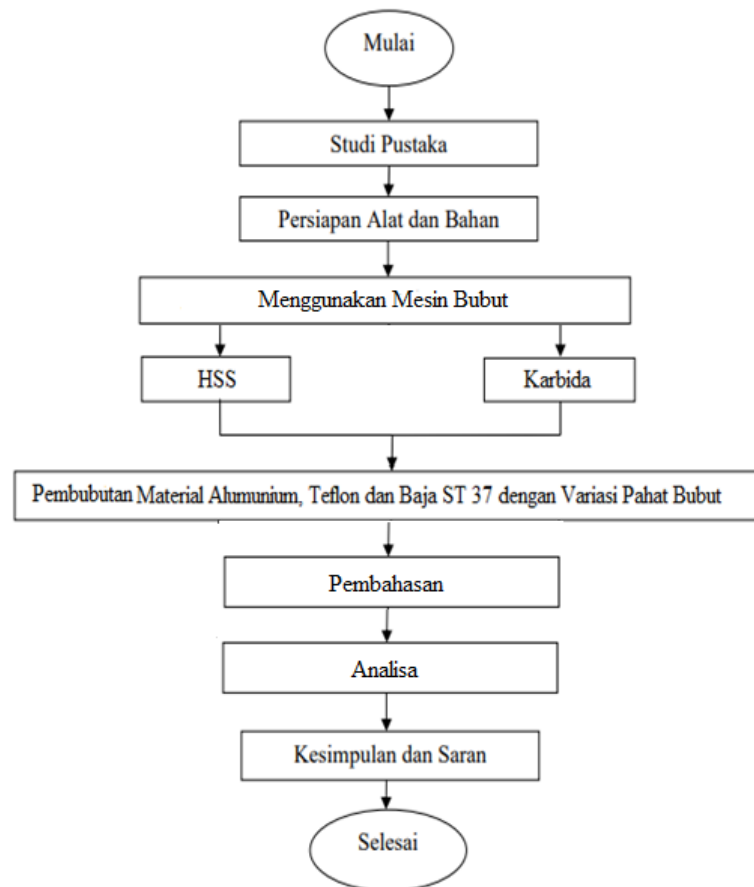 Mulai
Studi Pustaka
Persiapan Alat dan Bahan
Menggunakan Mesin Bubut
HSS
Karbida
Pembubutan Material Alumunium, Teflon dan Baja ST 37 dengan Variasi Pahat Bubut
Pembahasan
Analisa
Kesimpulan dan Saran
Selesai